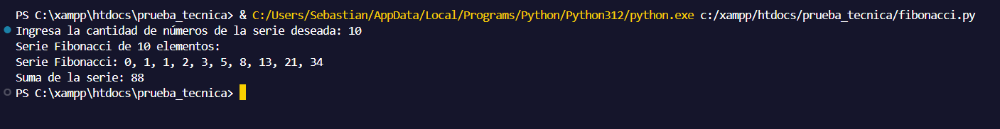 PS C:\xampp\htdocs\prueba_tecnica> & C:/Users/Sebastian/AppData/Local/Programs/Python/Python312/python.exe c:/xampp/htdocs/prueba_tecnica/fibonacci.py
Ingresa la cantidad de números de la serie deseada: 10
Serie Fibonacci de 10 elementos:
Serie Fibonacci: 0, 1, 1, 2, 3, 5, 8, 13, 21, 34
Suma de la serie: 88
PS C:\xampp\htdocs\prueba_tecnica>